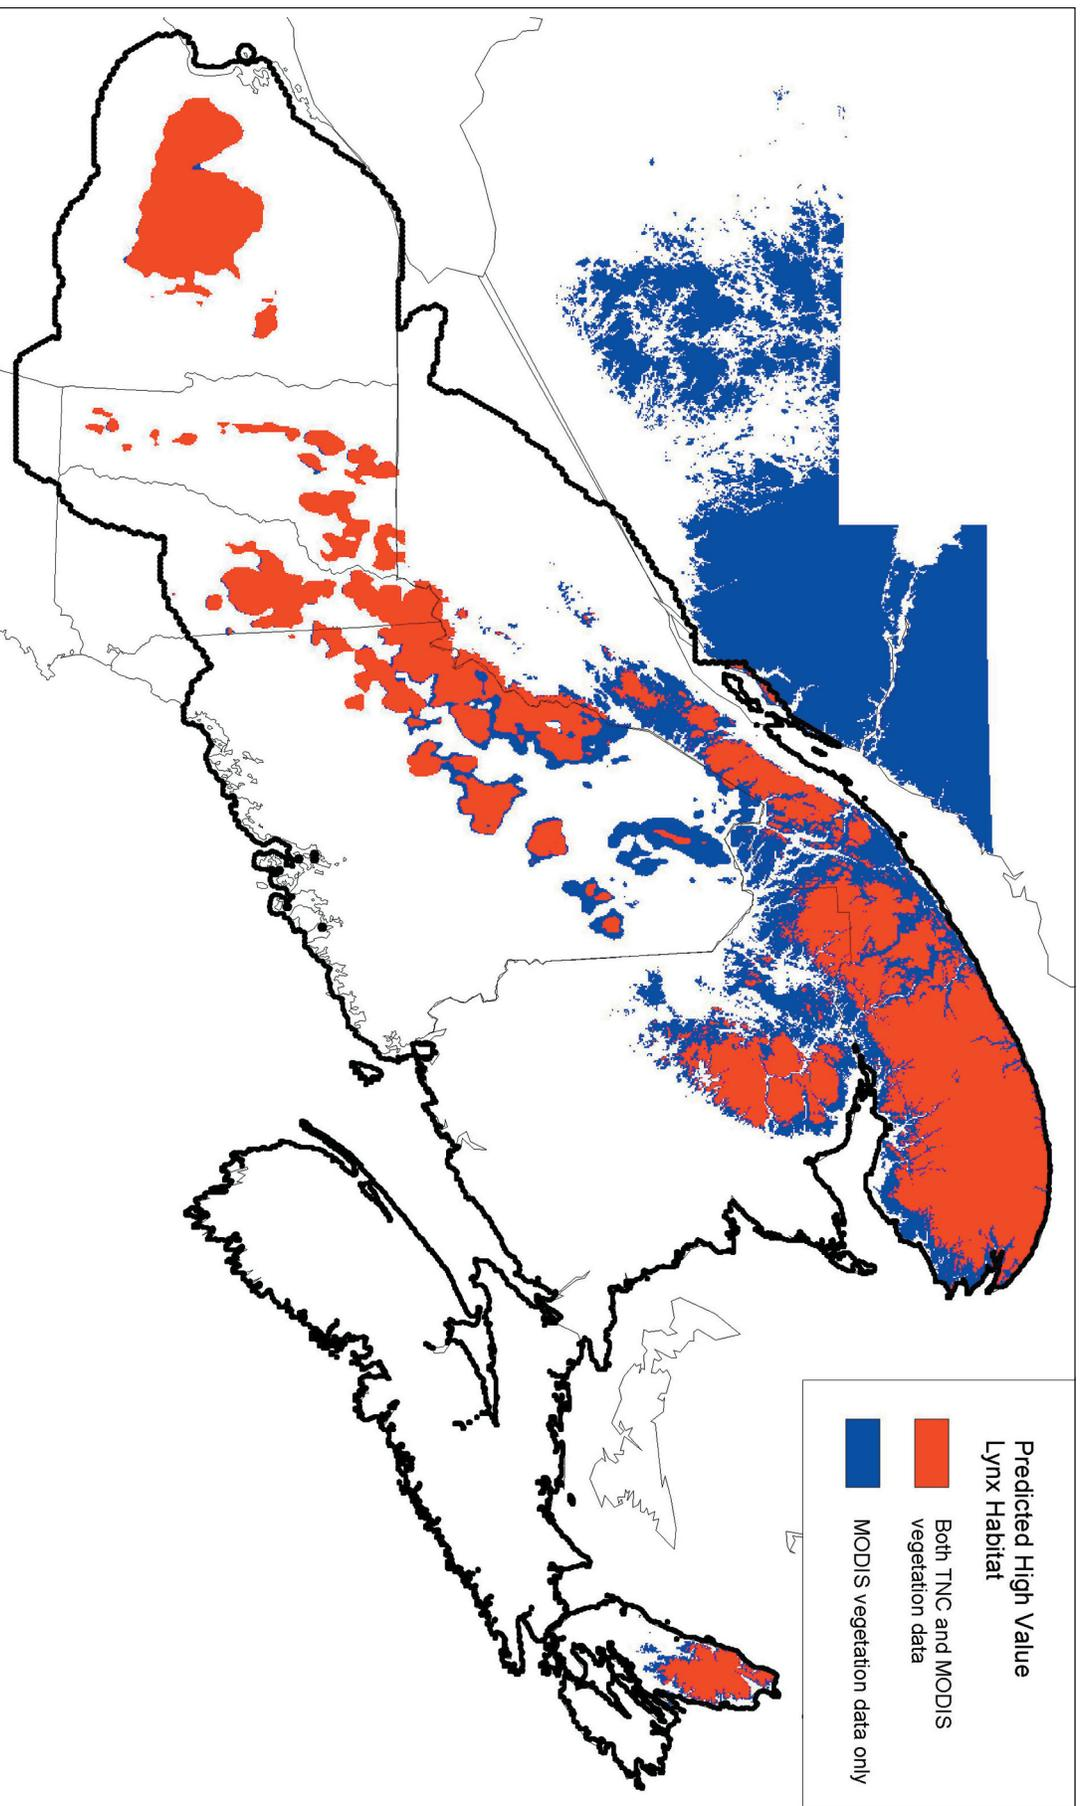 Predicted High Value
Lynx Habitat
Both TNC and MODIS
vegetation data
MODIS vegetation data only